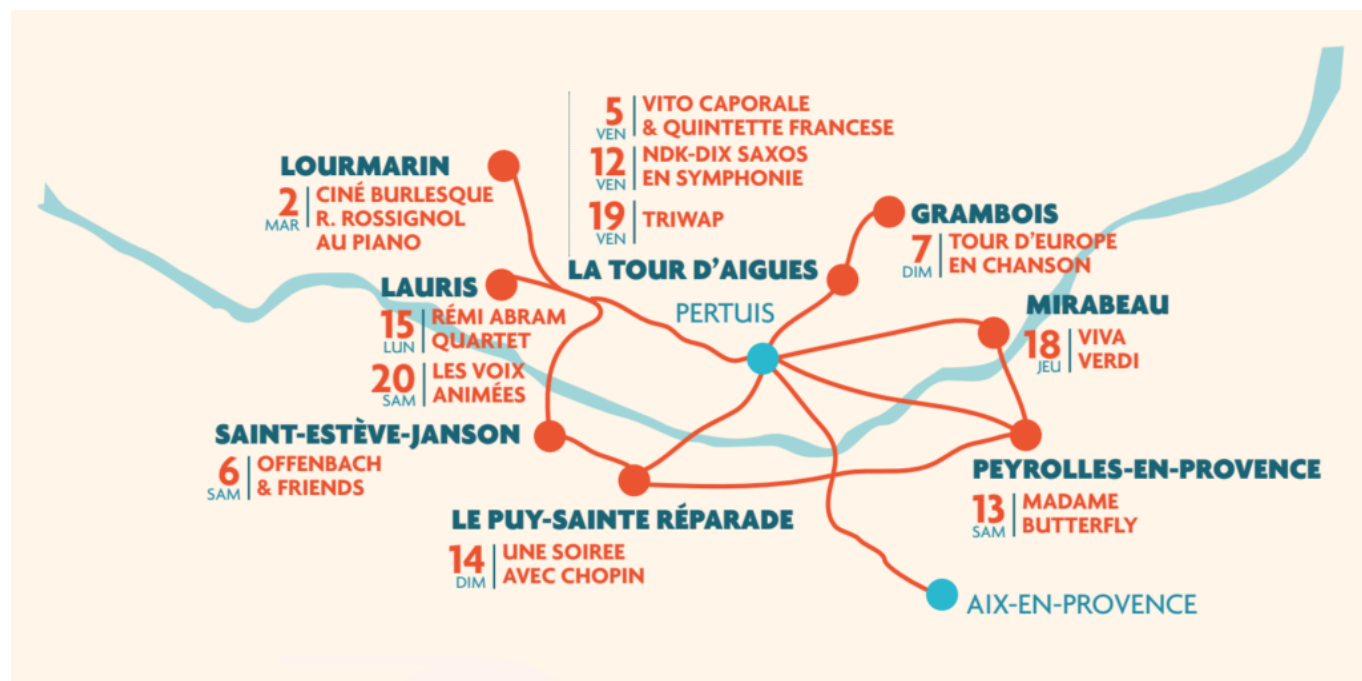 5 VEN VITO CAPORALE
& QUINTETTE FRANCESE
12 VEN NDK-DIX SAXOS
EN SYMPHONIE
19 VEN TRIWAP
LA TOUR D'AIGUES
LOURMARIN
2 MAR CINÉ BURLESQUE
R. ROSSIGNOL
AU PIANO
GRAMBOIS
7 DIM TOUR D'EUROPE
EN CHANSON
LAURIS
15 LUN RÉMI ABRAM
QUARTET
20 SAM LES VOIX
ANIMÉES
PERTUIS
MIRABEAU
18 JEU VIVA
VERDI
SAINT-ESTÈVE-JANSON
6 SAM OFFENBACH
& FRIENDS
PEYROLLES-EN-PROVENCE
13 SAM MADAME
BUTTERFLY
LE PUY-SAINTE RÉPARADE
14 DIM UNE SOIREE
AVEC CHOPIN
AIX-EN-PROVENCE